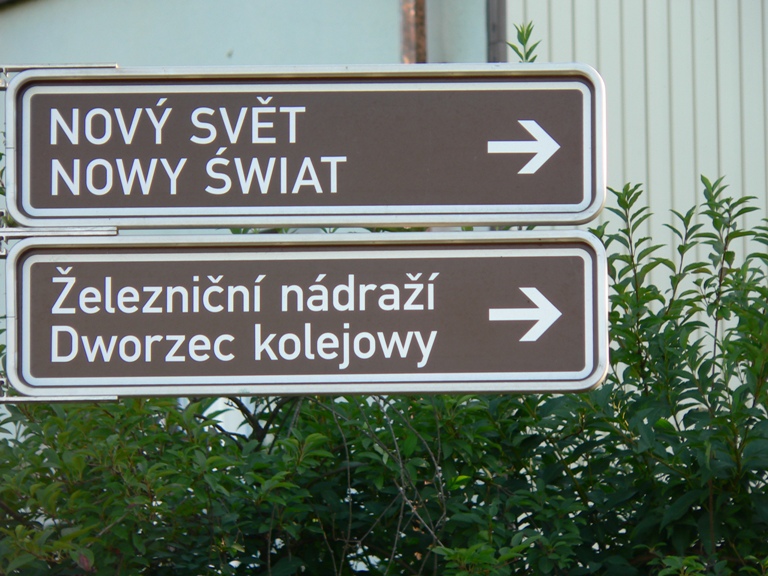 NOVÝ SVĚT
NOWY ŚWIAT
Železniční nádraží
Dworzec kolejowy